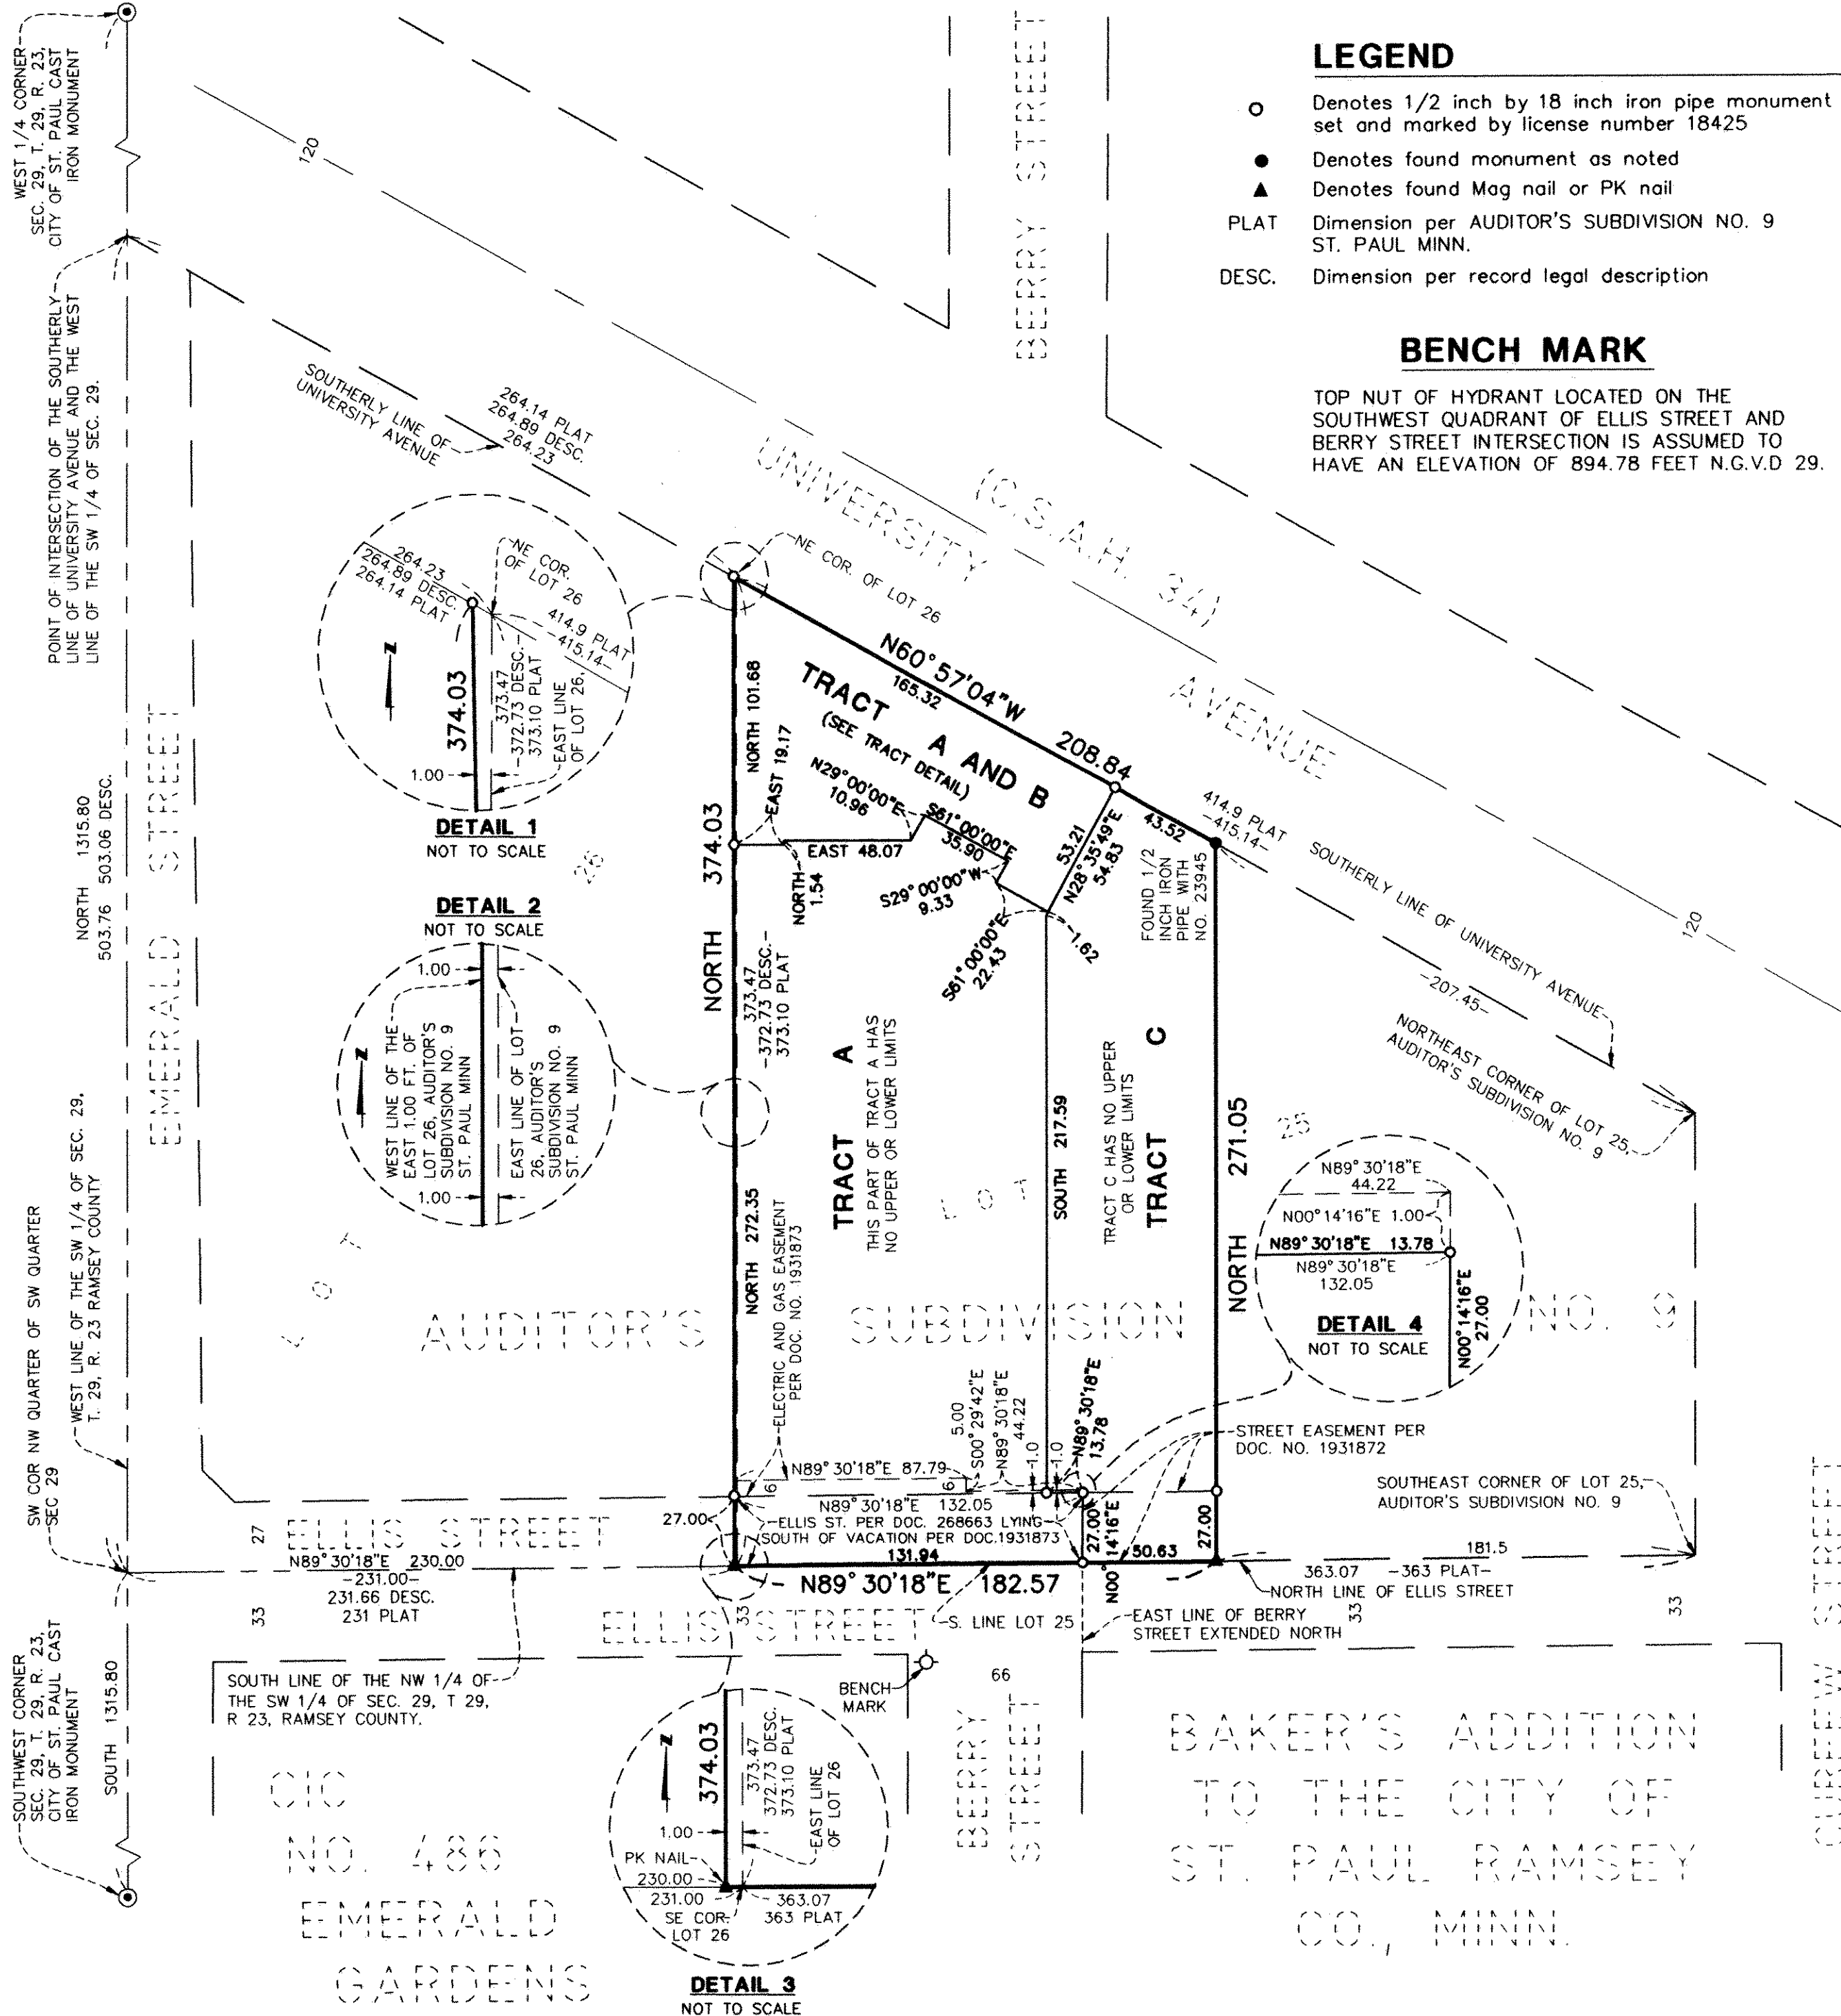 LEGEND
Denotes 1/2 inch by 18 inch iron pipe monument
set and marked by license number 18425
Denotes found monument as noted
Denotes found Mag nail or PK nail
PLAT Dimension per AUDITOR'S SUBDIVISION NO. 9
ST. PAUL MINN.
DESC. Dimension per record legal description
BENCH MARK
TOP NUT OF HYDRANT LOCATED ON THE
SOUTHWEST QUADRANT OF ELLIS STREET AND
BERRY STREET INTERSECTION IS ASSUMED TO
HAVE AN ELEVATION OF 894.78 FEET N.G.V.D 29.
WEST 1/4 CORNER
SEC. 29, T. 29, R. 23,
CITY OF ST. PAUL CAST
IRON MONUMENT
POINT OF INTERSECTION OF THE SOUTHERLY
LINE OF UNIVERSITY AVENUE AND THE WEST
LINE OF THE SW 1/4 OF SEC. 29.
NORTH 1315.80
503.76 503.06 DESC.
EMERALD STREET
WEST LINE OF THE SW 1/4 OF SEC. 29,
T. 29, R. 23 RAMSEY COUNTY
SW COR NW QUARTER OF SW QUARTER
SEC 29
SOUTHWEST CORNER
SEC. 29, T. 29, R. 23,
CITY OF ST. PAUL CAST
IRON MONUMENT
SOUTH 1315.80
120
BERRY STREET
SOUTHERLY LINE OF
UNIVERSITY AVENUE
264.14 PLAT
264.89 DESC.
264.23
UNIVERSITY AVENUE
(C.S.A.H. 34)
120
NE COR. OF LOT 26
264.23
264.89 DESC.
264.14 PLAT
NE COR.
OF LOT 26
414.9 PLAT
-415.14-
374.03
373.47
-372.73 DESC.-
373.10 PLAT
EAST LINE
OF LOT 26,
1.00
N
DETAIL 1
NOT TO SCALE
26
DETAIL 2
NOT TO SCALE
1.00
WEST LINE OF THE
EAST 1.00 FT. OF
LOT 26, AUDITOR'S
SUBDIVISION NO. 9
ST. PAUL MINN
EAST LINE OF LOT
26, AUDITOR'S
SUBDIVISION NO. 9
ST. PAUL MINN
1.00
N
LOT
N60°57'04"W
165.32
208.84
43.52
TRACT A AND B
(SEE TRACT DETAIL)
NORTH 101.68
EAST 19.17
N29°00'00"E
10.96
S61°00'00"E
35.90
EAST 48.07
NORTH
1.54
S29°00'00"W
9.33
S61°00'00"E
22.43
53.21
N28°35'49"E
54.83
1.62
FOUND 1/2
INCH IRON
PIPE WITH
NO. 23945
414.9 PLAT
-415.14-
SOUTHERLY LINE OF UNIVERSITY AVENUE
-207.45-
NORTHEAST CORNER OF LOT 25,
AUDITOR'S SUBDIVISION NO. 9
NORTH 374.03
373.47
-372.73 DESC.-
373.10 PLAT
NORTH 272.35
TRACT A
THIS PART OF TRACT A HAS
NO UPPER OR LOWER LIMITS
LOT 25
SOUTH 217.59
TRACT C HAS NO UPPER
OR LOWER LIMITS
TRACT C
NORTH 271.05
ELECTRIC AND GAS EASEMENT
PER DOC. NO. 1931873
N89°30'18"E
44.22
N00°14'16"E 1.00
N89°30'18"E 13.78
N89°30'18"E
132.05
N00°14'16"E
27.00
DETAIL 4
NOT TO SCALE
AUDITOR'S SUBDIVISION NO. 9
5.00
S00°29'42"E
N89°30'18"E
44.22
1.0
1.0
N89°30'18"E
13.78
STREET EASEMENT PER
DOC. NO. 1931872
SOUTHEAST CORNER OF LOT 25,
AUDITOR'S SUBDIVISION NO. 9
N89°30'18"E 87.79
6
6
N89°30'18"E 132.05
27.00
ELLIS ST. PER DOC. 268663 LYING
SOUTH OF VACATION PER DOC.1931873
27.00
N00°14'16"E
27.00
131.94
50.63
N89°30'18"E 182.57
27
ELLIS STREET
N89°30'18"E 230.00
-231.00-
231.66 DESC.
231 PLAT
33
181.5
363.07 -363 PLAT-
NORTH LINE OF ELLIS STREET
33
33
33
ELLIS STREET
S. LINE LOT 25
EAST LINE OF BERRY
STREET EXTENDED NORTH
SOUTH LINE OF THE NW 1/4 OF
THE SW 1/4 OF SEC. 29, T 29,
R 23, RAMSEY COUNTY.
BENCH
MARK
66
BERRY
STREET
CIC
NO. 486
EMERALD
GARDENS
N
374.03
373.47
372.73 DESC.
373.10 PLAT
EAST LINE
OF LOT 26
1.00
PK NAIL
230.00
231.00
SE COR.
LOT 26
363.07
363 PLAT
DETAIL 3
NOT TO SCALE
BAKER'S ADDITION
TO THE CITY OF
ST. PAUL RAMSEY
CO., MINN.